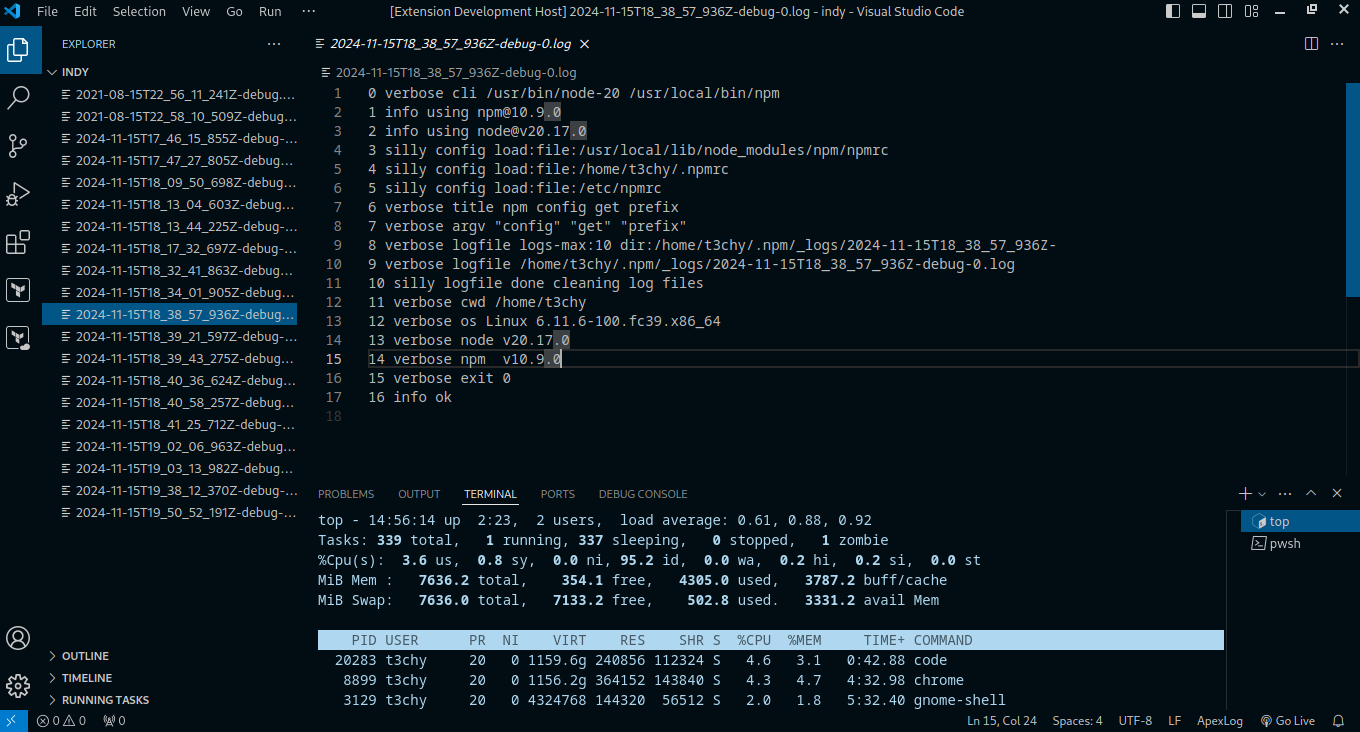 File Edit Selection View Go Run ··· [Extension Development Host] 2024-11-15T18_38_57_936Z-debug-0.log - indy - Visual Studio Code
EXPLORER ···
INDY
2021-08-15T22_56_11_241Z-debug....
2021-08-15T22_58_10_509Z-debug...
2024-11-15T17_46_15_855Z-debug-...
2024-11-15T17_47_27_805Z-debug-...
2024-11-15T18_09_50_698Z-debug...
2024-11-15T18_13_04_603Z-debug...
2024-11-15T18_13_44_225Z-debug-...
2024-11-15T18_17_32_697Z-debug-...
2024-11-15T18_32_41_863Z-debug...
2024-11-15T18_34_01_905Z-debug...
2024-11-15T18_38_57_936Z-debug...
2024-11-15T18_39_21_597Z-debug-...
2024-11-15T18_39_43_275Z-debug...
2024-11-15T18_40_36_624Z-debug...
2024-11-15T18_40_58_257Z-debug...
2024-11-15T18_41_25_712Z-debug-...
2024-11-15T19_02_06_963Z-debug...
2024-11-15T19_03_13_982Z-debug...
2024-11-15T19_38_12_370Z-debug-...
2024-11-15T19_50_52_191Z-debug-...
OUTLINE
TIMELINE
RUNNING TASKS
2024-11-15T18_38_57_936Z-debug-0.log
2024-11-15T18_38_57_936Z-debug-0.log
1 0 verbose cli /usr/bin/node-20 /usr/local/bin/npm
2 1 info using npm@10.9.0
3 2 info using node@v20.17.0
4 3 silly config load:file:/usr/local/lib/node_modules/npm/npmrc
5 4 silly config load:file:/home/t3chy/.npmrc
6 5 silly config load:file:/etc/npmrc
7 6 verbose title npm config get prefix
8 7 verbose argv "config" "get" "prefix"
9 8 verbose logfile logs-max:10 dir:/home/t3chy/.npm/_logs/2024-11-15T18_38_57_936Z-
10 9 verbose logfile /home/t3chy/.npm/_logs/2024-11-15T18_38_57_936Z-debug-0.log
11 10 silly logfile done cleaning log files
12 11 verbose cwd /home/t3chy
13 12 verbose os Linux 6.11.6-100.fc39.x86_64
14 13 verbose node v20.17.0
15 14 verbose npm  v10.9.0
16 15 verbose exit 0
17 16 info ok
18
PROBLEMS OUTPUT TERMINAL PORTS DEBUG CONSOLE ···
top - 14:56:14 up  2:23,  2 users,  load average: 0.61, 0.88, 0.92
Tasks: 339 total,   1 running, 337 sleeping,   0 stopped,   1 zombie
%Cpu(s):  3.6 us,  0.8 sy,  0.0 ni, 95.2 id,  0.0 wa,  0.2 hi,  0.2 si,  0.0 st
MiB Mem :   7636.2 total,    354.1 free,   4305.0 used,   3787.2 buff/cache
MiB Swap:   7636.0 total,   7133.2 free,    502.8 used.   3331.2 avail Mem
PID USER PR NI VIRT RES SHR S %CPU %MEM TIME+ COMMAND
20283 t3chy 20 0 1159.6g 240856 112324 S 4.6 3.1 0:42.88 code
8899 t3chy 20 0 1156.2g 364152 143840 S 4.3 4.7 4:32.98 chrome
3129 t3chy 20 0 4324768 144320 56512 S 2.0 1.8 5:32.40 gnome-shell
top
pwsh
0 0 0 Ln 15, Col 24 Spaces: 4 UTF-8 LF ApexLog Go Live